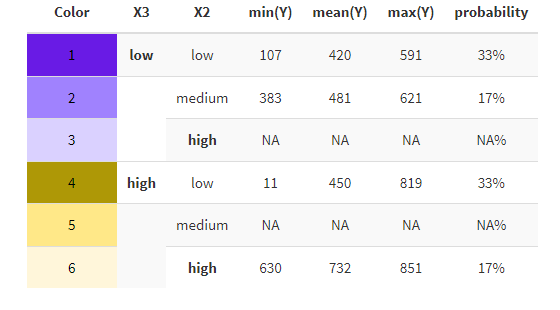 Color X3 X2 min(Y) mean(Y) max(Y) probability
1 low low 107 420 591 33%
2 medium 383 481 621 17%
3 high NA NA NA NA%
4 high low 11 450 819 33%
5 medium NA NA NA NA%
6 high 630 732 851 17%